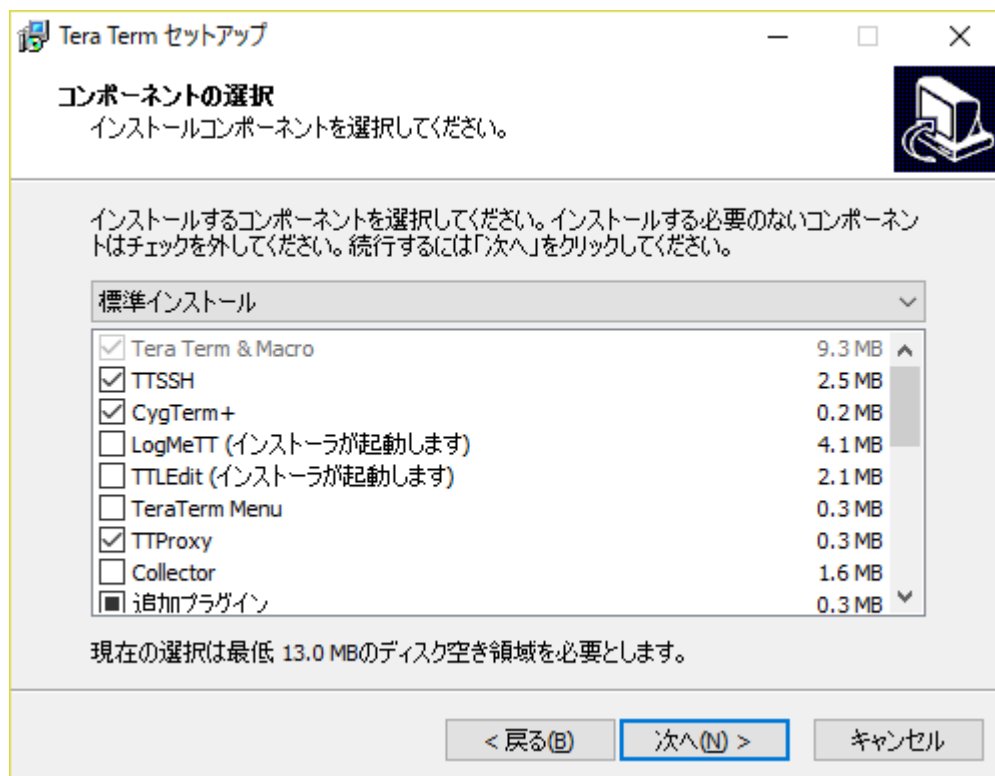 Tera Term セットアップ
コンポーネントの選択
インストールコンポーネントを選択してください。
インストールするコンポーネントを選択してください。インストールする必要のないコンポーネン
トはチェックを外してください。続行するには「次へ」をクリックしてください。
標準インストール
Tera Term & Macro 9.3 MB
TTSSH 2.5 MB
CygTerm+ 0.2 MB
LogMeTT (インストーラが起動します) 4.1 MB
TTLEdit (インストーラが起動します) 2.1 MB
TeraTerm Menu 0.3 MB
TTProxy 0.3 MB
Collector 1.6 MB
追加プラグイン 0.3 MB
現在の選択は最低 13.0 MBのディスク空き領域を必要とします。
< 戻る(B) 次へ(N) > キャンセル